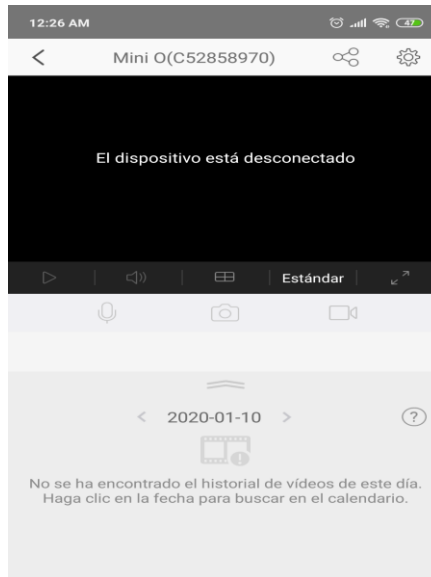 12:26 AM
47
Mini O(C52858970)
El dispositivo está desconectado
Estándar
2020-01-10
?
No se ha encontrado el historial de vídeos de este día.
Haga clic en la fecha para buscar en el calendario.